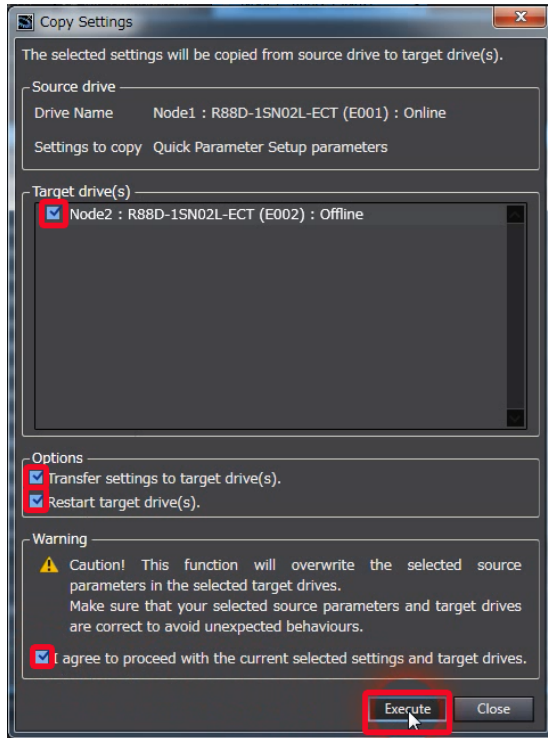 Copy Settings
The selected settings will be copied from source drive to target drive(s).
Source drive
Drive Name Node1 : R88D-1SN02L-ECT (E001) : Online
Settings to copy Quick Parameter Setup parameters
Target drive(s)
Node2 : R88D-1SN02L-ECT (E002) : Offline
Options
Transfer settings to target drive(s).
Restart target drive(s).
Warning
Caution! This function will overwrite the selected source
parameters in the selected target drives.
Make sure that your selected source parameters and target drives
are correct to avoid unexpected behaviours.
I agree to proceed with the current selected settings and target drives.
Execute Close